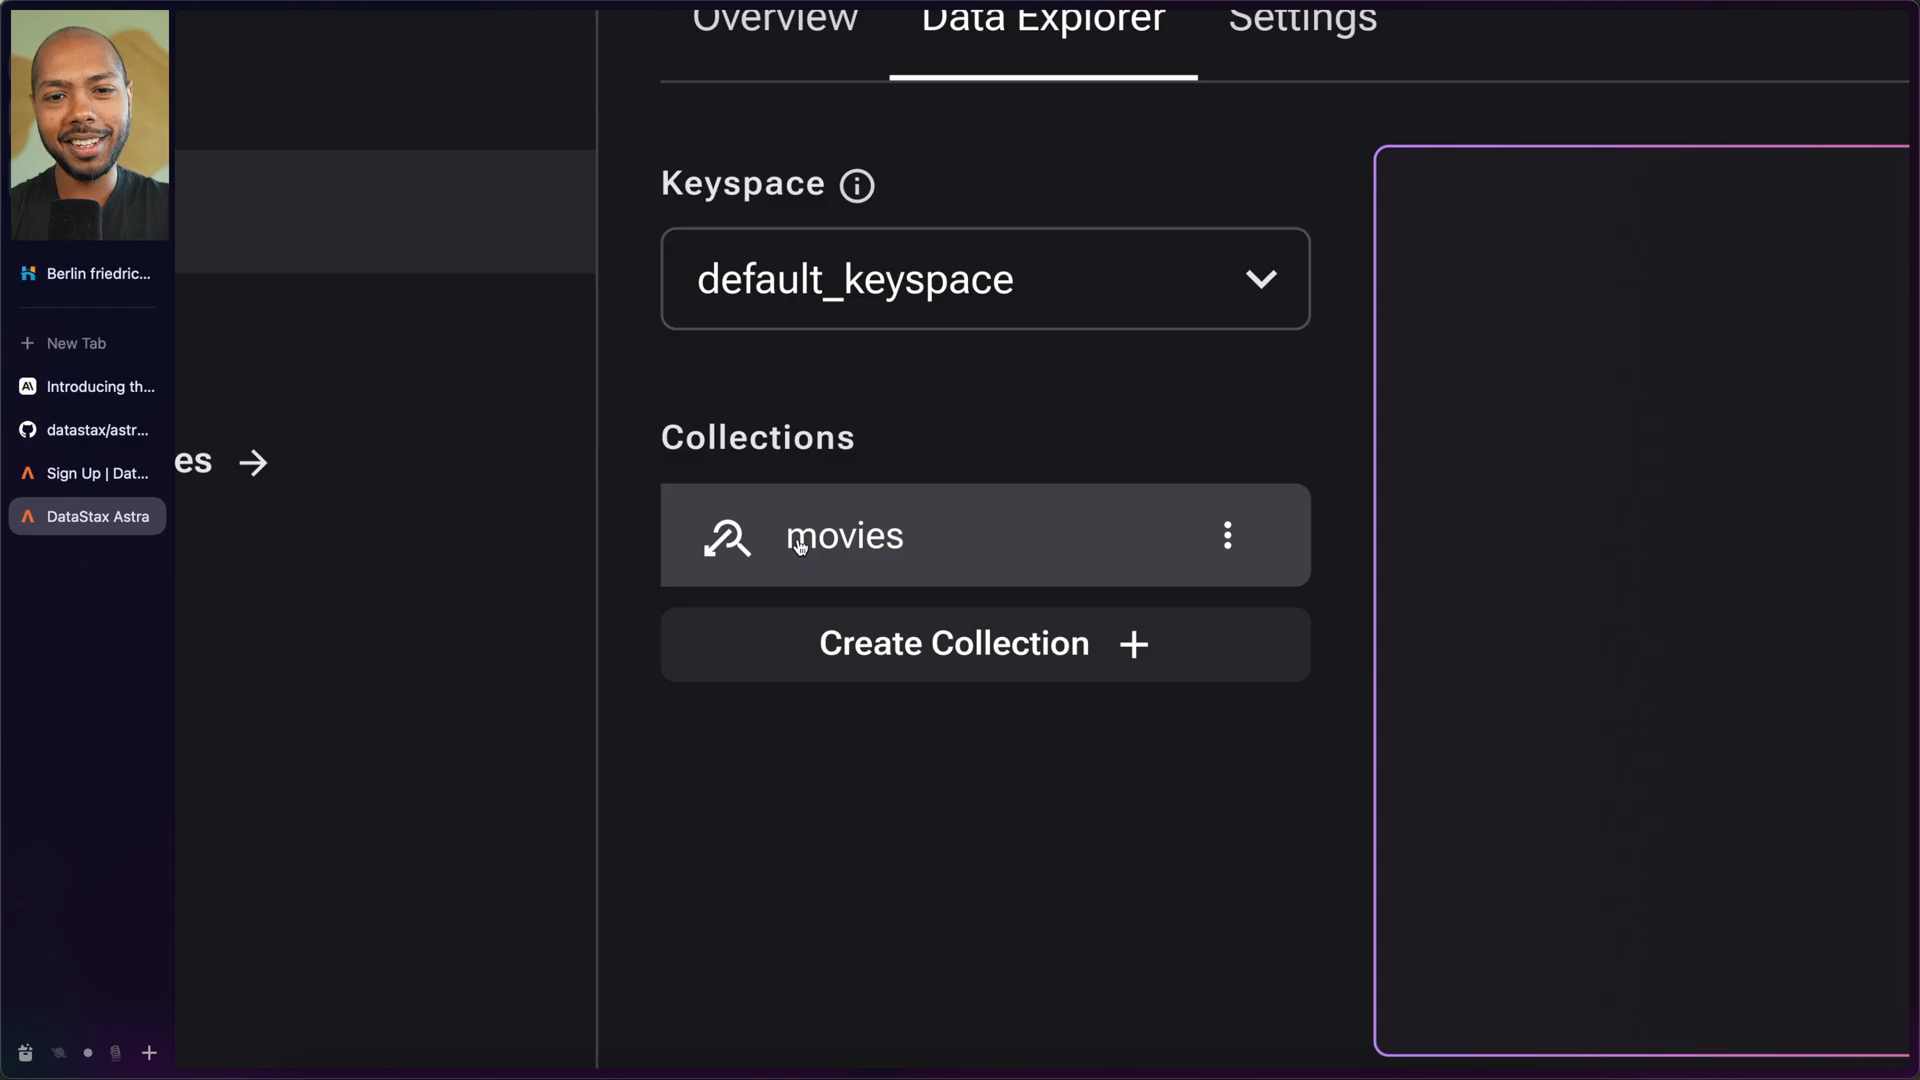 Overview
Data Explorer
Settings
Berlin friedric...
New Tab
Introducing th...
datastax/astr...
Sign Up | Dat...
DataStax Astra
es
Keyspace
default_keyspace
Collections
movies
Create Collection +